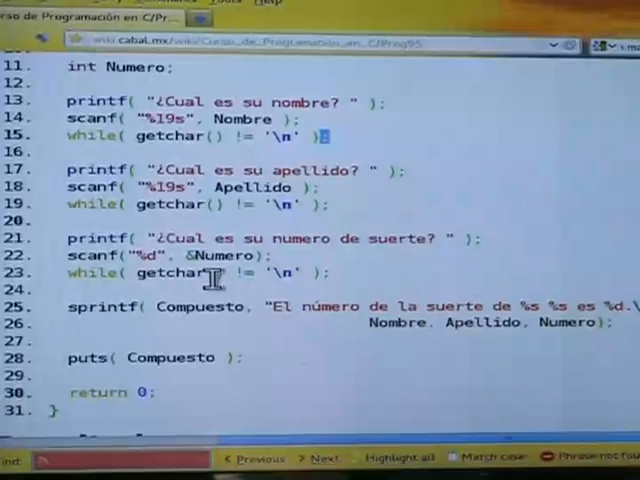 rso de Programación en C/Pr...
wiki.cabal.mx/wiki/Curso_de_Programación_en_C/Prog95
11. int Numero;
12.
13. printf( "¿Cual es su nombre? " );
14. scanf( "%19s", Nombre );
15. while( getchar() != '\n' );
16.
17. printf( "¿Cual es su apellido? " );
18. scanf( "%19s", Apellido );
19. while( getchar() != '\n' );
20.
21. printf( "¿Cual es su numero de suerte? " );
22. scanf("%d", &Numero);
23. while( getchar != '\n' );
24.
25. sprintf( Compuesto, "El número de la suerte de %s %s es %d.\
26. Nombre, Apellido, Numero);
27.
28. puts( Compuesto );
29.
30. return 0;
31. }
ind: Previous Next Highlight all Match case Phrase not fou